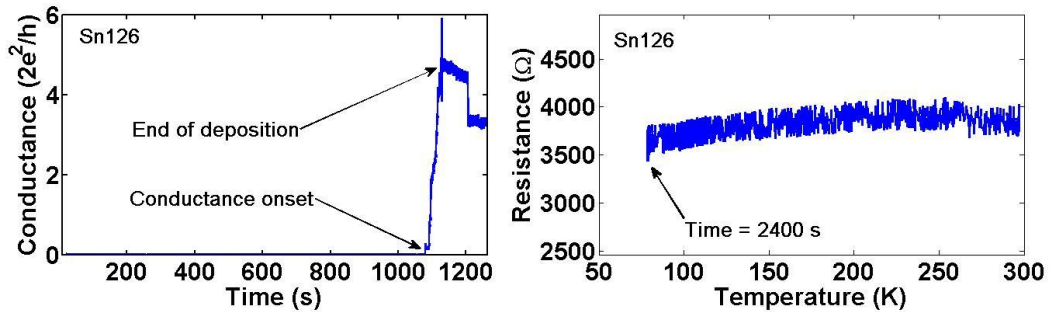 Sn126
6
4
2
0
Conductance (2e²/h)
End of deposition
Conductance onset
200 400 600 800 1000 1200
Time (s)
Sn126
4500
4000
3500
3000
2500
Resistance (Ω)
Time = 2400 s
50 100 150 200 250 300
Temperature (K)